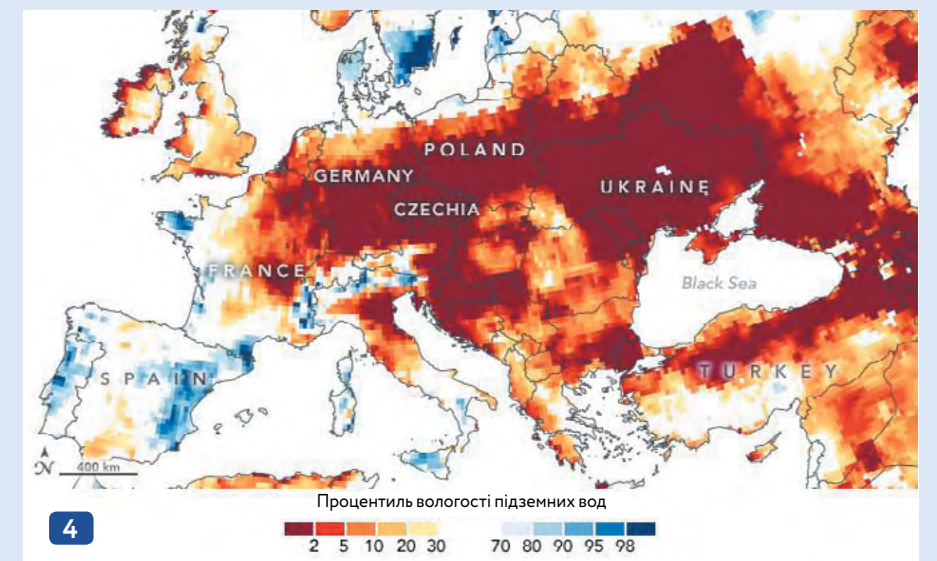 POLAND
GERMANY
UKRAINE
CZECHIA
FRANCE
Black Sea
SPAIN
TURKEY
N
400 km
Процентиль вологості підземних вод
4
2 5 10 20 30 70 80 90 95 98